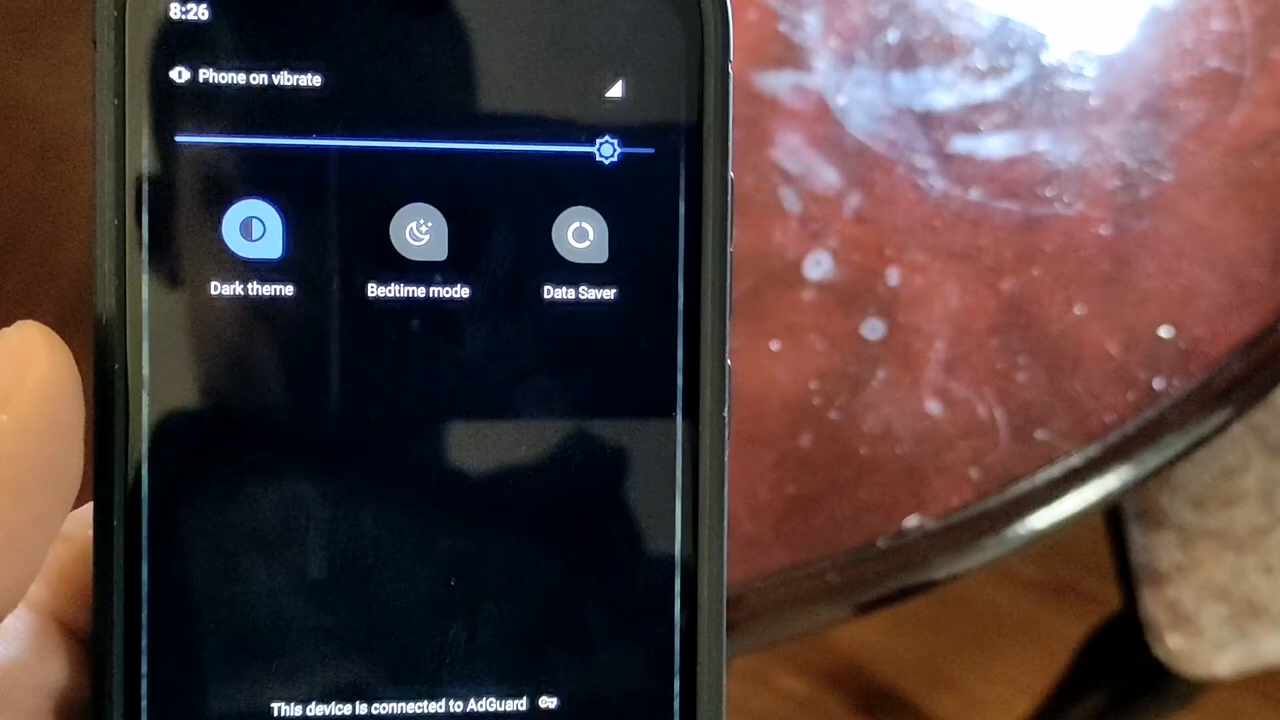 8:26
Phone on vibrate
Dark theme
Bedtime mode
Data Saver
This device is connected to AdGuard